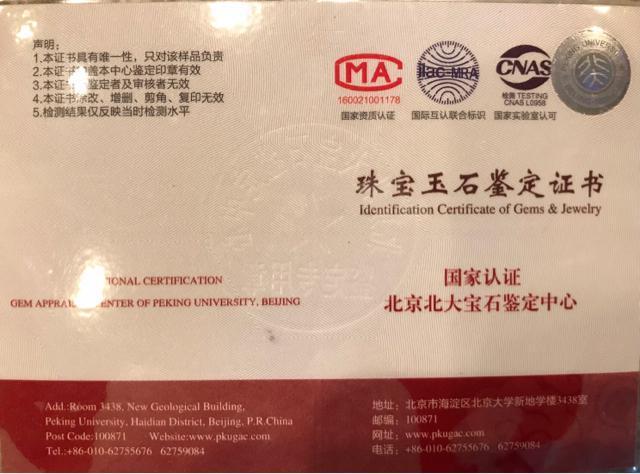 声明：
1.本证书具有唯一性，只对该样品负责
2.本证 盖本中心鉴定印章有效
3.本证 鉴定者及审核者无效
4.本证书涂改、增删、剪角、复印无效
5.检测结果仅反映当时检测水平
MA
160021001178
国家资质认证
ilac-MRA
国际互认联合标识
CNAS
检测 TESTING
CNAS L0958
国家实验室认可
PEKING UNIVERSITY
珠宝玉石鉴定证书
Identification Certificate of Gems & Jewelry
CERTIFICATION
GEM CENTER OF PEKING UNIVERSITY, BEIJING
国家认证
北京北大宝石鉴定中心
Add.:Room 3438, New Geological Building,
Peking University, Haidian District, Beijing, P.R.China
Post Code:100871 Website:www.pkugac.com
Tel.:+86-010-62755676 62759084
地址：北京市海淀区北京大学新地学楼3438室
邮编：100871
网址：www.pkugac.com
电话：+86-010-62755676 62759084